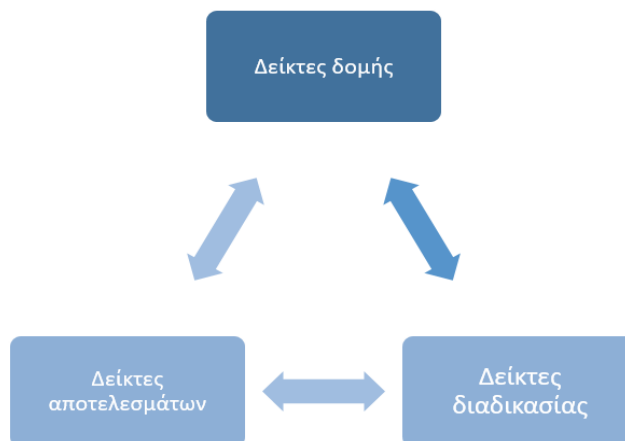 Δείκτες δομής
Δείκτες
αποτελεσμάτων
Δείκτες
διαδικασίας